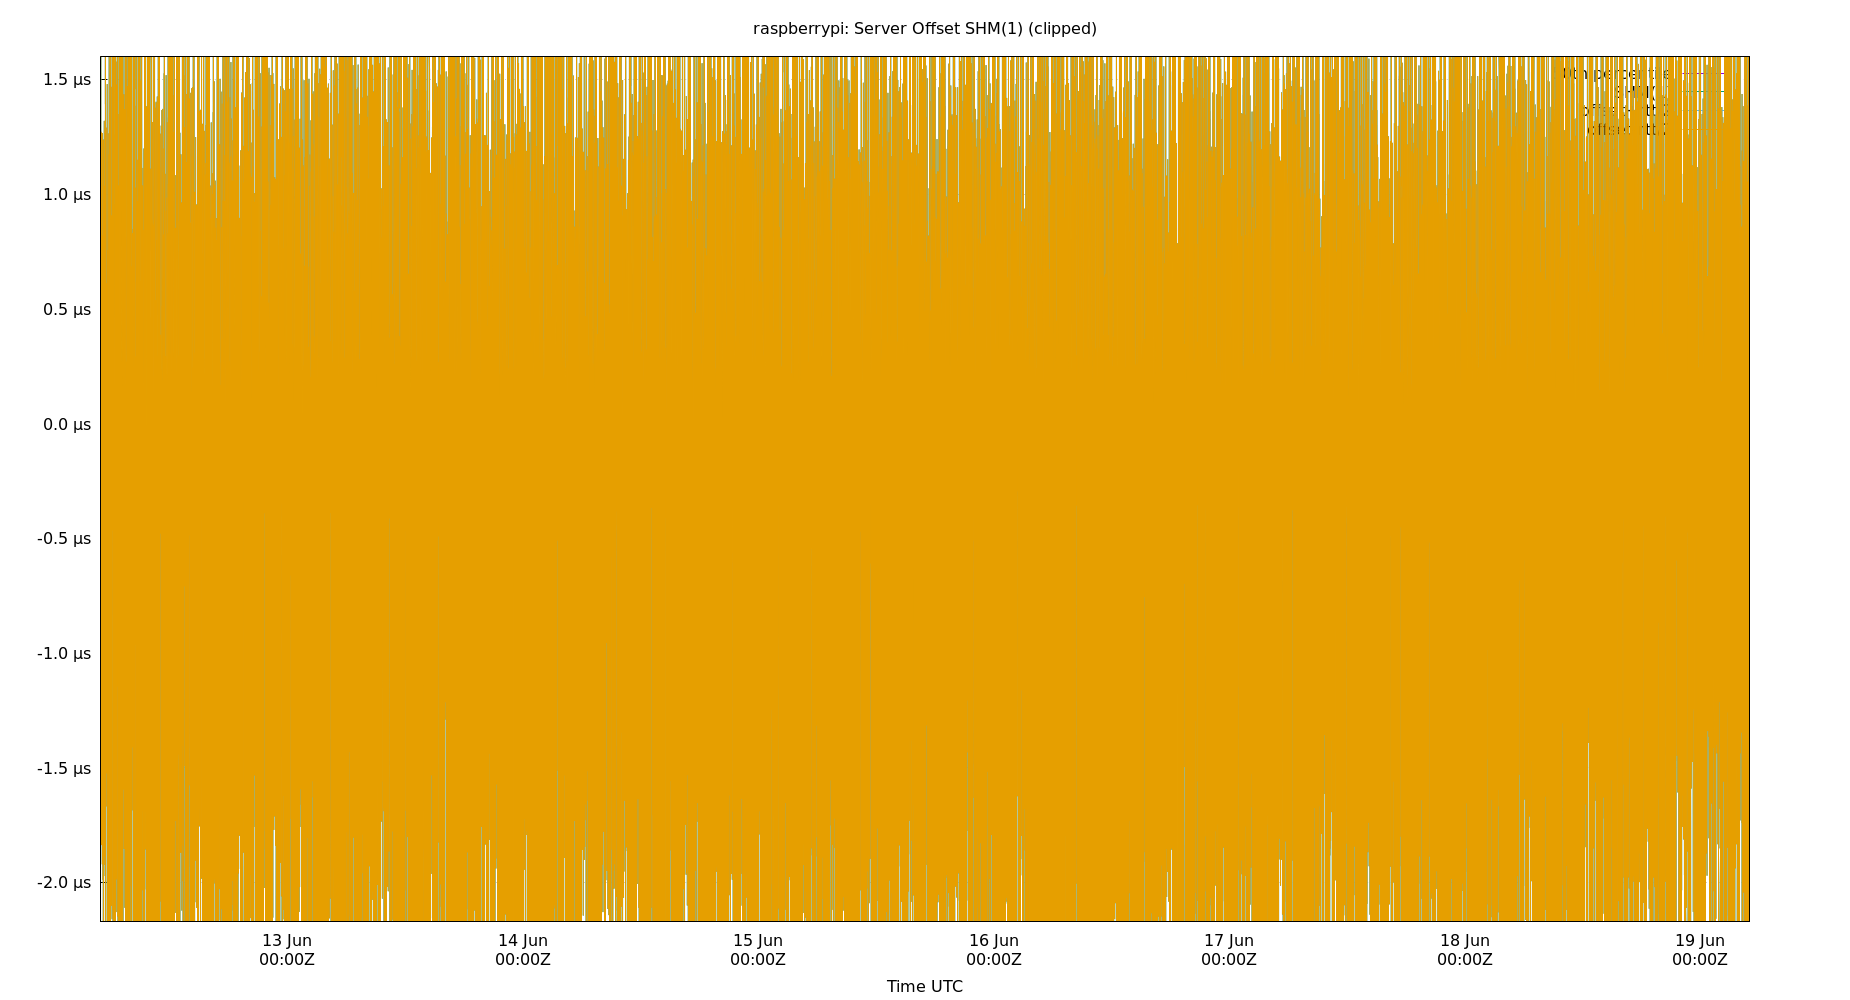 raspberrypi: Server Offset SHM(1) (clipped)
1.5 µs
1.0 µs
0.5 µs
0.0 µs
-0.5 µs
-1.0 µs
-1.5 µs
-2.0 µs
13 Jun 14 Jun 15 Jun 16 Jun 17 Jun 18 Jun 19 Jun
00:00Z 00:00Z 00:00Z 00:00Z 00:00Z 00:00Z 00:00Z
Time UTC